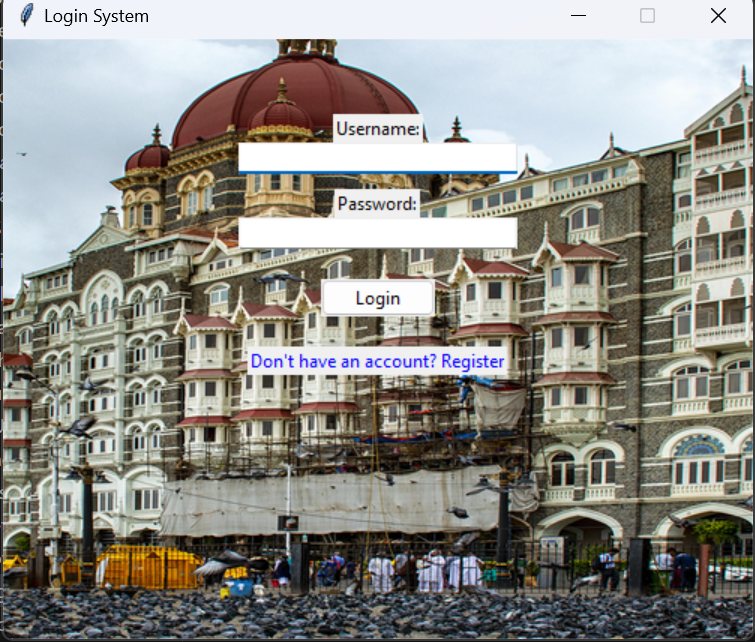 Login System
Username:
Password:
Login
Don't have an account? Register